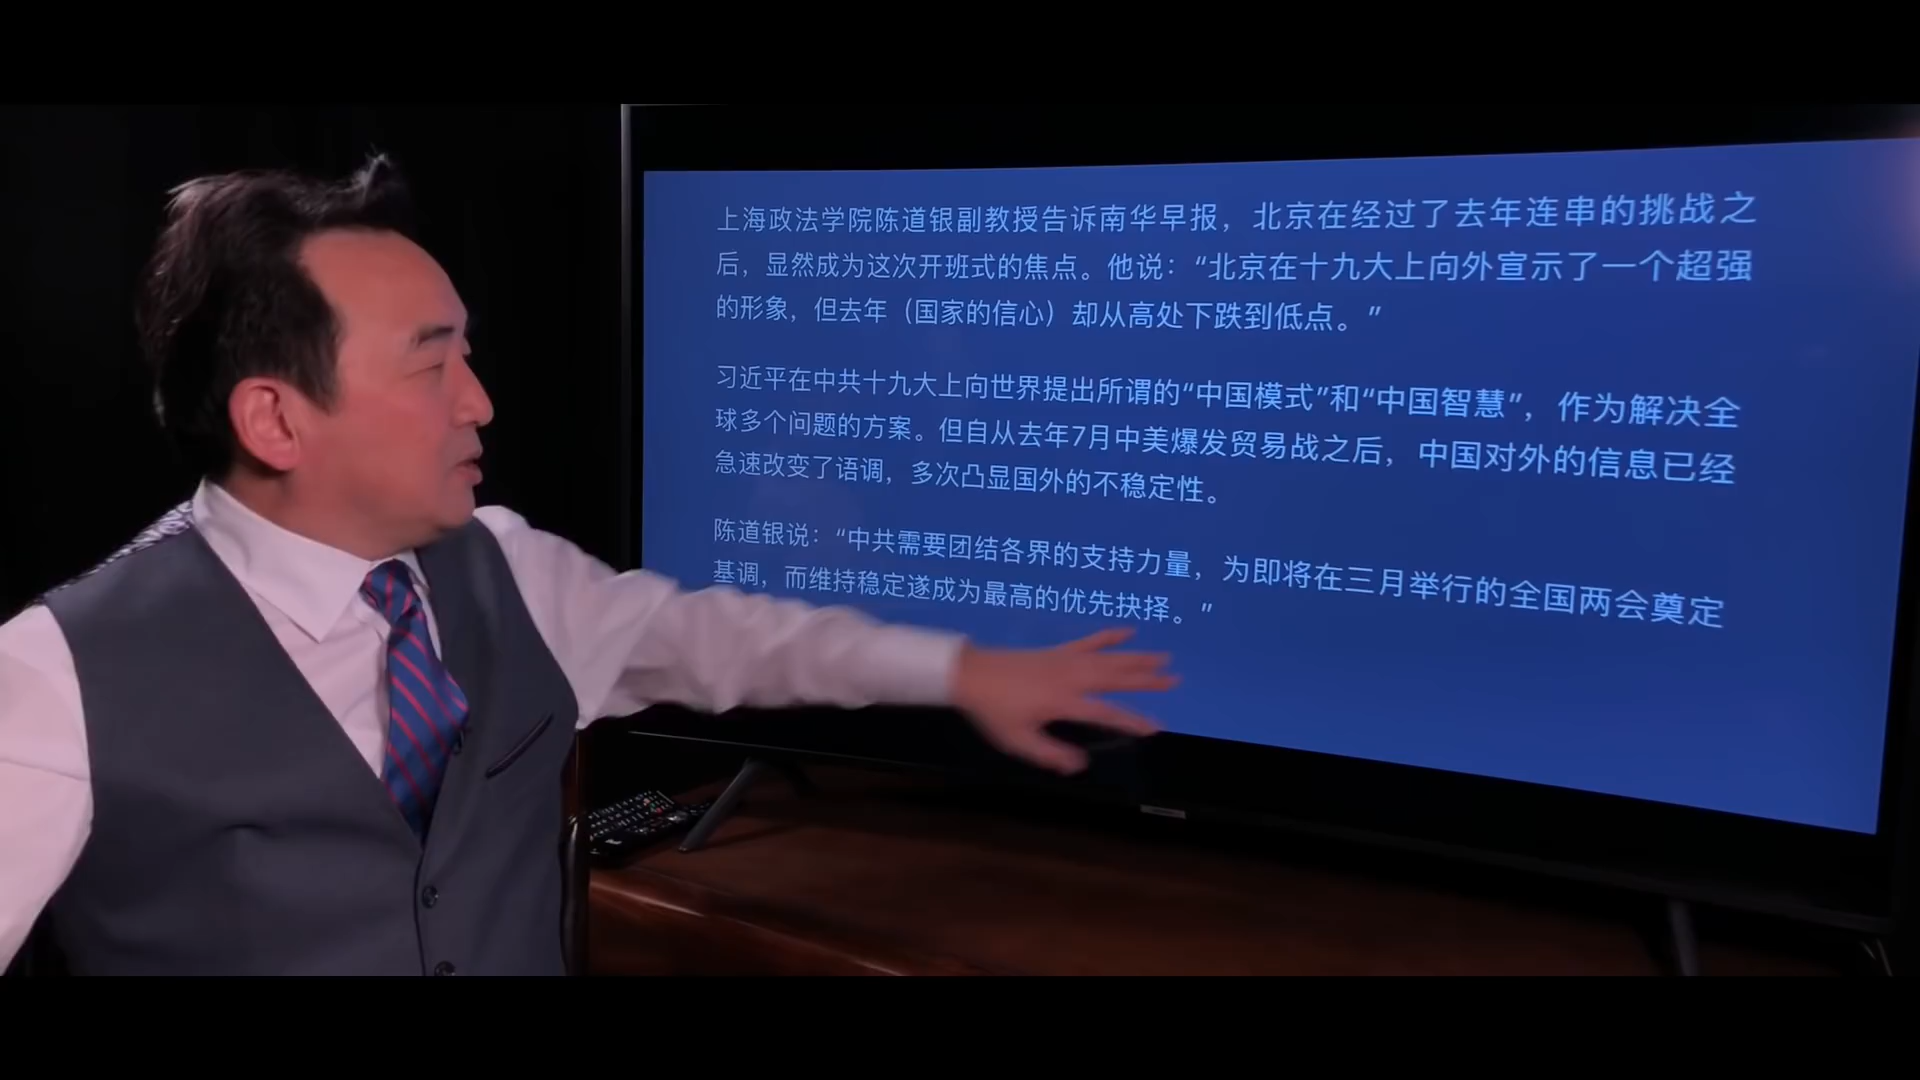 上海政法学院陈道银副教授告诉南华早报，北京在经过了去年连串的挑战之
后，显然成为这次开班式的焦点。他说：“北京在十九大上向外宣示了一个超强
的形象，但去年（国家的信心）却从高处下跌到低点。”
习近平在中共十九大上向世界提出所谓的“中国模式”和“中国智慧”，作为解决全
球多个问题的方案。但自从去年7月中美爆发贸易战之后，中国对外的信息已经
急速改变了语调，多次凸显国外的不稳定性。
陈道银说：“中共需要团结各界的支持力量，为即将在三月举行的全国两会奠定
基调，而维持稳定遂成为最高的优先抉择。”